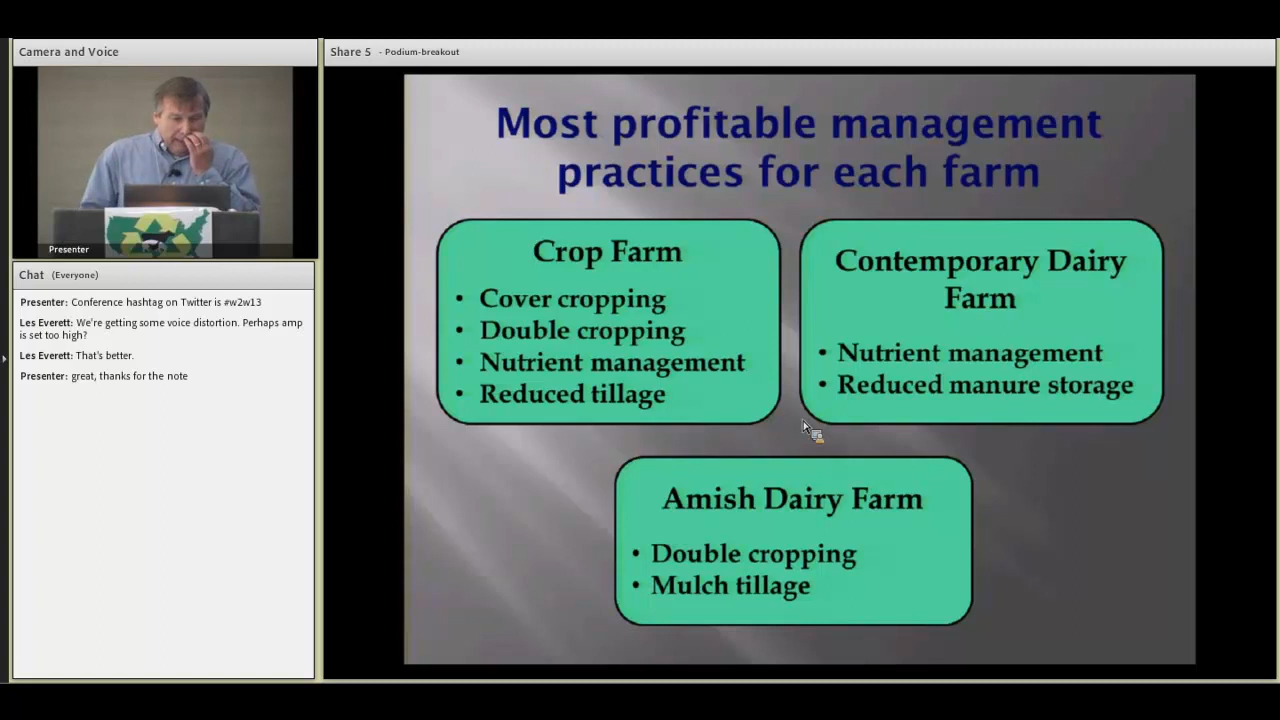 Camera and Voice
Presenter
Chat (Everyone)
Presenter: Conference hashtag on Twitter is #w2w13
Les Everett: We're getting some voice distortion. Perhaps amp
is set too high?
Les Everett: That's better.
Presenter: great, thanks for the note
Share 5 - Podium-breakout
Most profitable management
practices for each farm
Crop Farm
• Cover cropping
• Double cropping
• Nutrient management
• Reduced tillage
Contemporary Dairy
Farm
• Nutrient management
• Reduced manure storage
Amish Dairy Farm
• Double cropping
• Mulch tillage